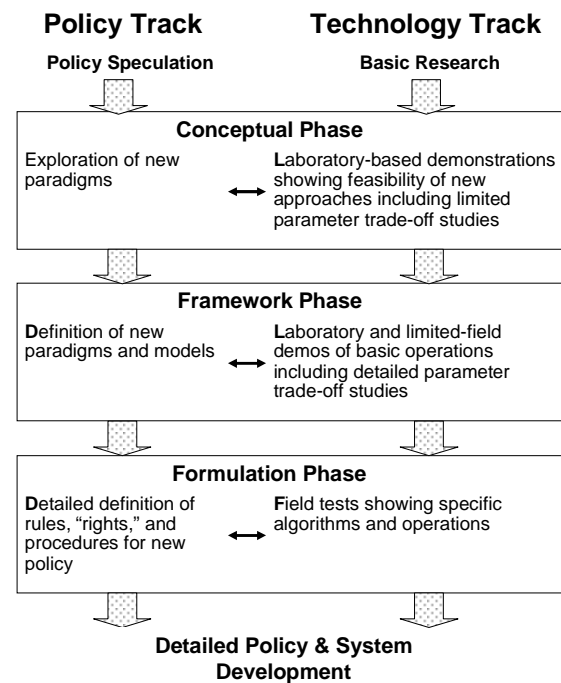 Policy Track
Technology Track
Policy Speculation
Basic Research
Conceptual Phase
Exploration of new
paradigms
Laboratory-based demonstrations
showing feasibility of new
approaches including limited
parameter trade-off studies
Framework Phase
Definition of new
paradigms and models
Laboratory and limited-field
demos of basic operations
including detailed parameter
trade-off studies
Formulation Phase
Detailed definition of
rules, “rights,” and
procedures for new
policy
Field tests showing specific
algorithms and operations
Detailed Policy & System
Development